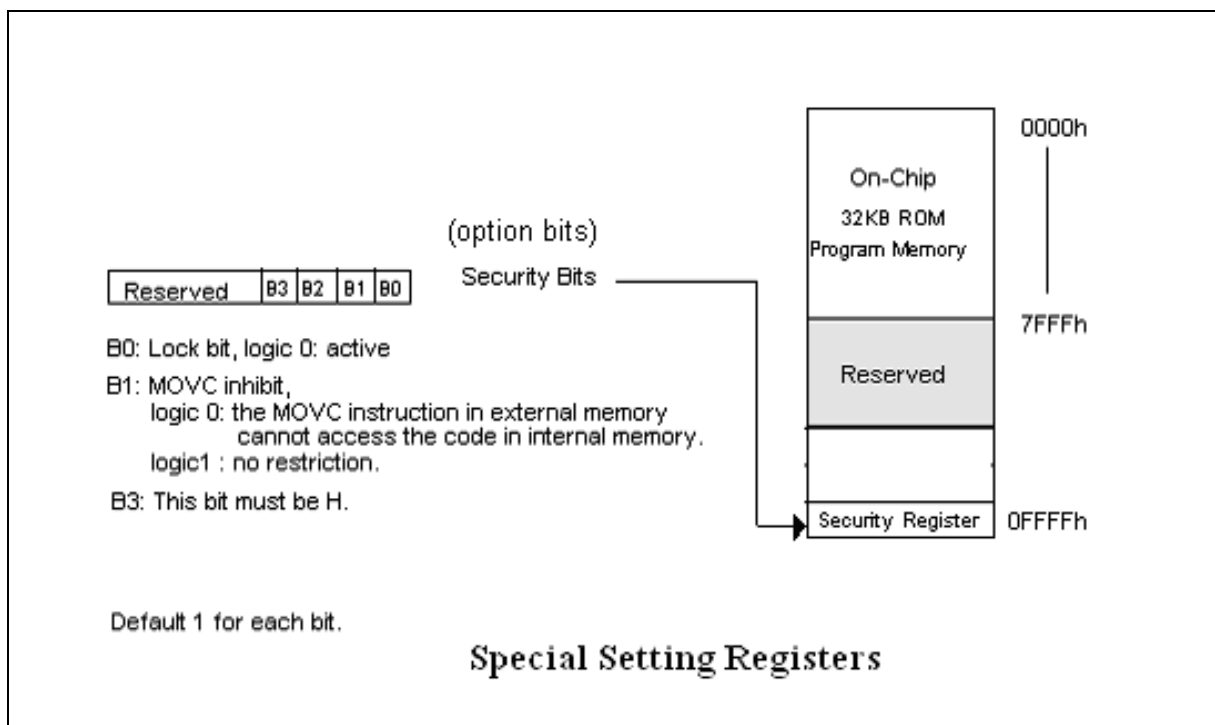 0000h
On-Chip
32KB ROM
Program Memory
(option bits)
Security Bits
Reserved B3 B2 B1 B0
7FFFh
B0: Lock bit, logic 0: active
Reserved
B1: MOVC inhibit,
logic 0: the MOVC instruction in external memory
cannot access the code in internal memory.
logic1 : no restriction.
B3: This bit must be H.
Security Register
0FFFFh
Default 1 for each bit.
Special Setting Registers